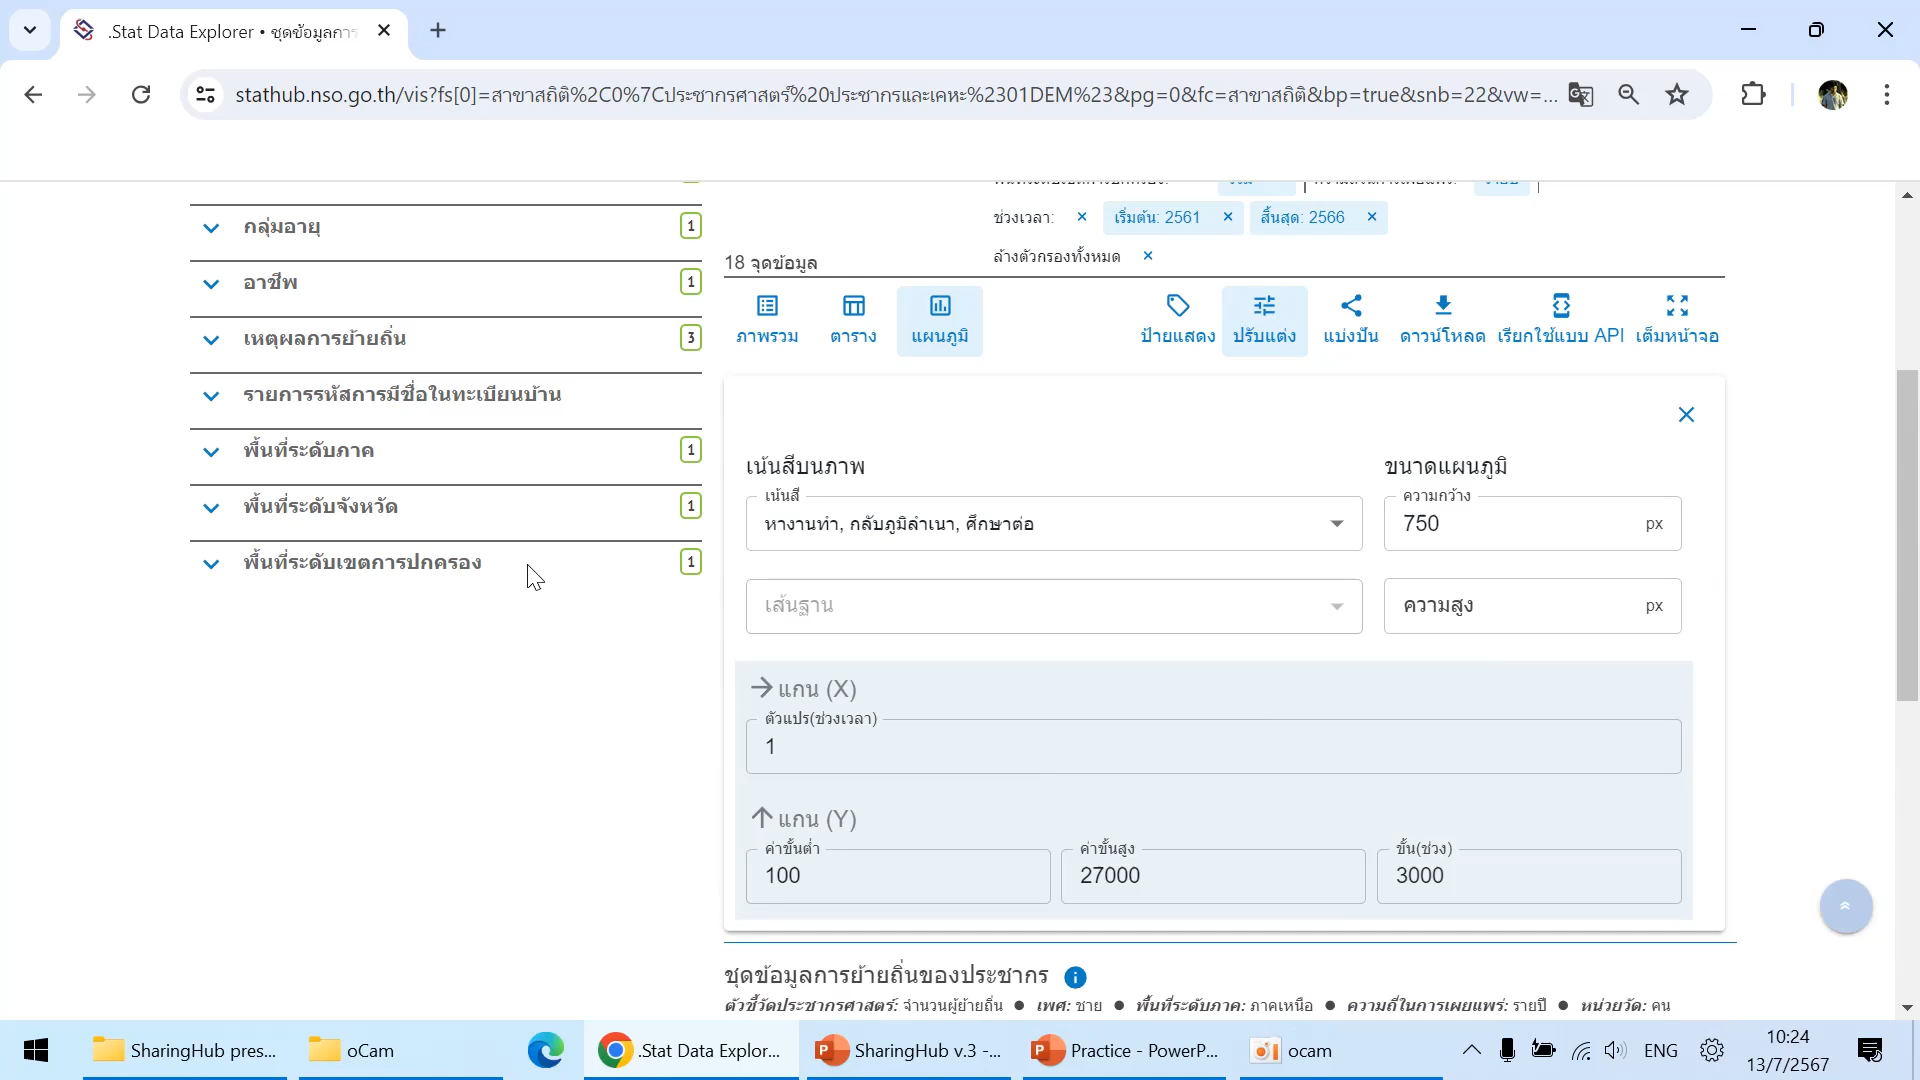 .Stat Data Explorer • ชุดข้อมูลการ
stathub.nso.go.th/vis?fs[0]=สาขาสถิติ%2C0%7Cประชากรศาสตร์%20ประชากรและเคหะ%2301DEM%23&pg=0&fc=สาขาสถิติ&bp=true&snb=22&vw=...
ช่วงเวลา: เริ่มต้น: 2561 สิ้นสุด: 2566
ล้างตัวกรองทั้งหมด
18 จุดข้อมูล
กลุ่มอายุ 1
อาชีพ 1
เหตุผลการย้ายถิ่น 3
รายการรหัสการมีชื่อในทะเบียนบ้าน
พื้นที่ระดับภาค 1
พื้นที่ระดับจังหวัด 1
พื้นที่ระดับเขตการปกครอง 1
ภาพรวม ตาราง แผนภูมิ ป้ายแสดง ปรับแต่ง แบ่งปัน ดาวน์โหลด เรียกใช้แบบ API เต็มหน้าจอ
เน้นสีบนภาพ ขนาดแผนภูมิ
เน้นสี ความกว้าง
หางานทำ, กลับภูมิลำเนา, ศึกษาต่อ 750 px
เส้นฐาน ความสูง px
แกน (X)
ตัวแปร(ช่วงเวลา)
1
แกน (Y)
ค่าขั้นต่ำ ค่าขั้นสูง ขั้น(ช่วง)
100 27000 3000
ชุดข้อมูลการย้ายถิ่นของประชากร
ตัวชี้วัดประชากรศาสตร์: จำนวนผู้ย้ายถิ่น ● เพศ: ชาย ● พื้นที่ระดับภาค: ภาคเหนือ ● ความถี่ในการเผยแพร่: รายปี ● หน่วยวัด: คน
SharingHub pres... oCam .Stat Data Explor... SharingHub v.3 -... Practice - PowerP... ocam ENG
10:24
13/7/2567